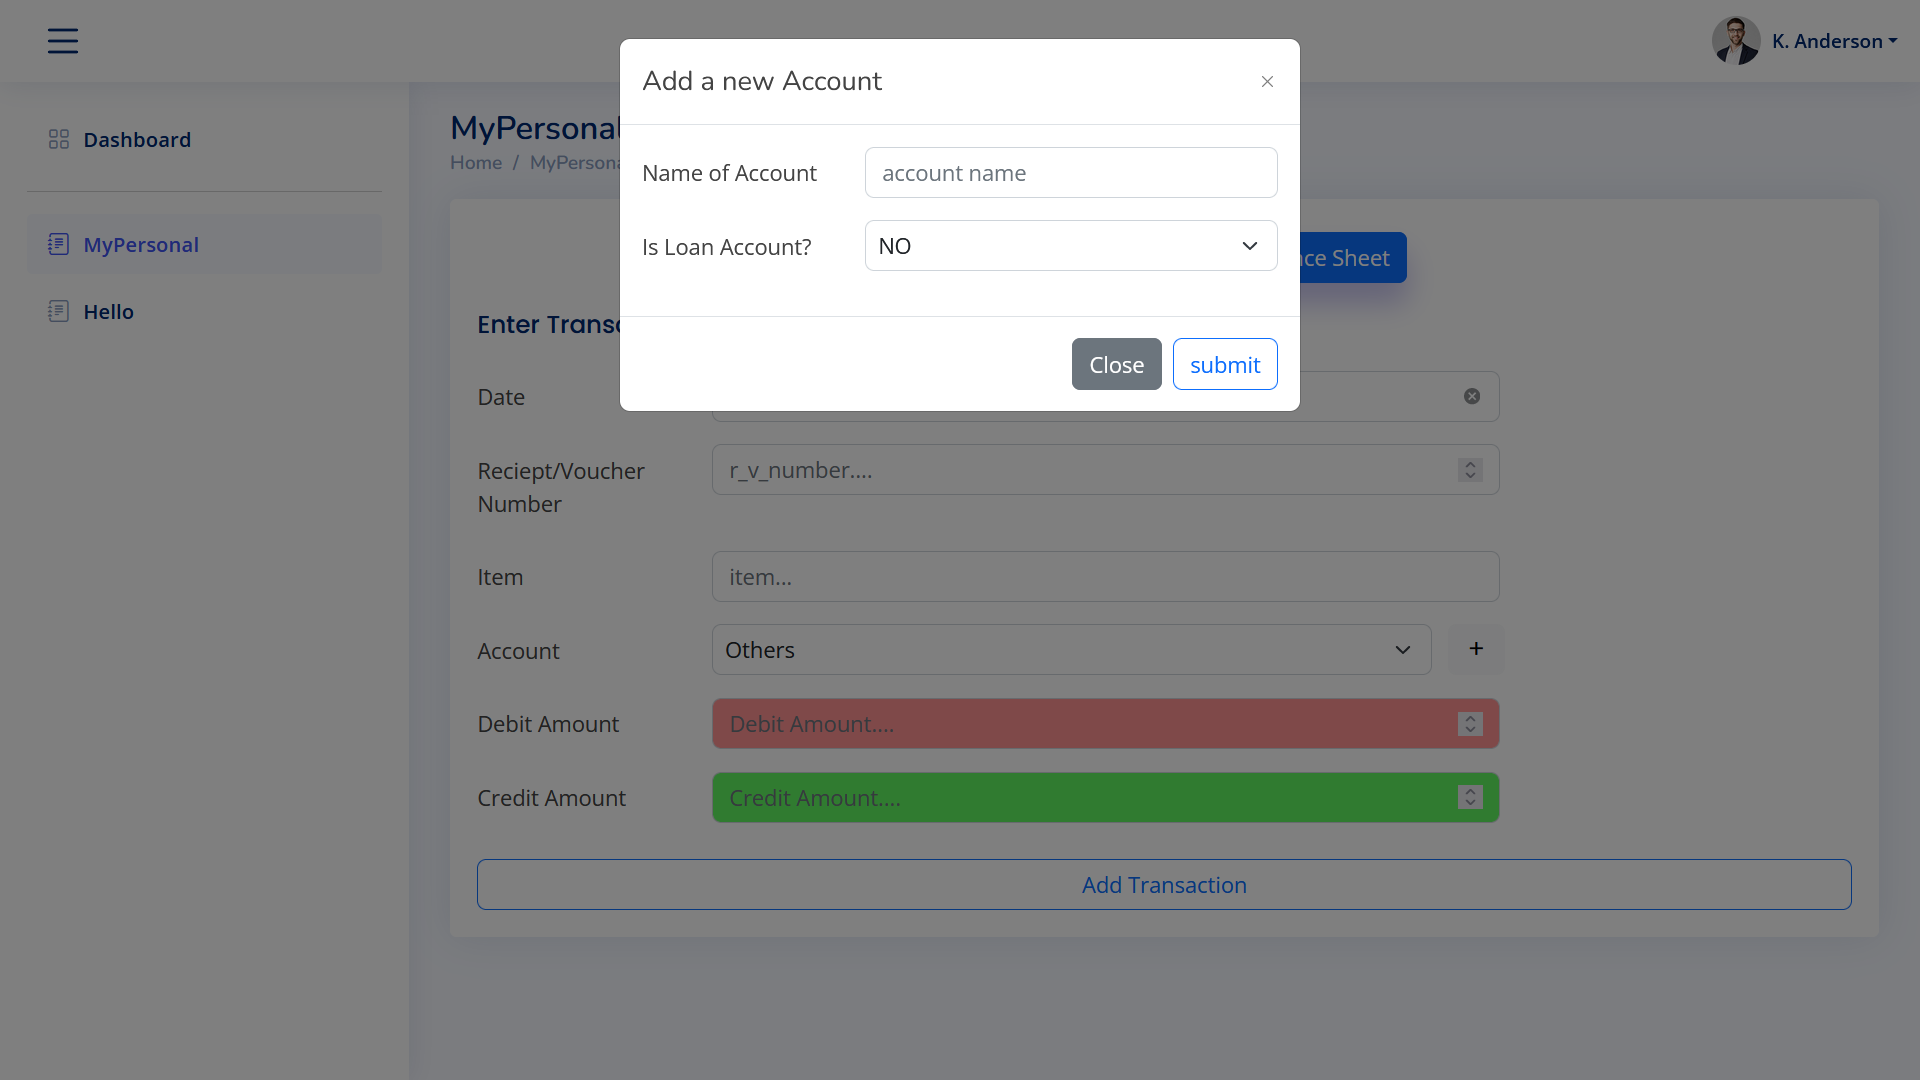 K. Anderson
Add a new Account
Name of Account
account name
Is Loan Account?
NO
Close
submit
Dashboard
MyPersonal
Hello
MyPersonal
Home / MyPersona
ce Sheet
Enter Trans
Date
Reciept/Voucher
Number
r_v_number....
Item
item...
Account
Others
+
Debit Amount
Debit Amount....
Credit Amount
Credit Amount....
Add Transaction